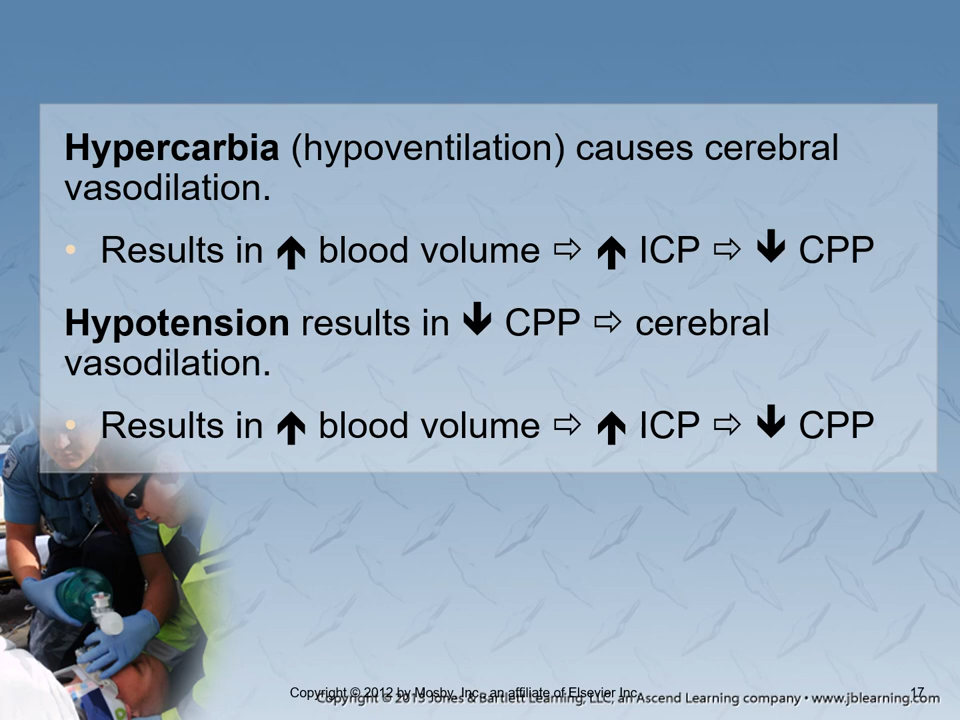 Hypercarbia (hypoventilation) causes cerebral
vasodilation.
• Results in 🡹 blood volume ⇨ 🡹 ICP ⇨ 🡻 CPP
Hypotension results in 🡻 CPP ⇨ cerebral
vasodilation.
• Results in 🡹 blood volume ⇨ 🡹 ICP ⇨ 🡻 CPP
Copyright © 2012 by Mosby, Inc., an affiliate of Elsevier Inc. 17
Copyright © 2013 Jones & Bartlett Learning, LLC, an Ascend Learning company • www.jblearning.com